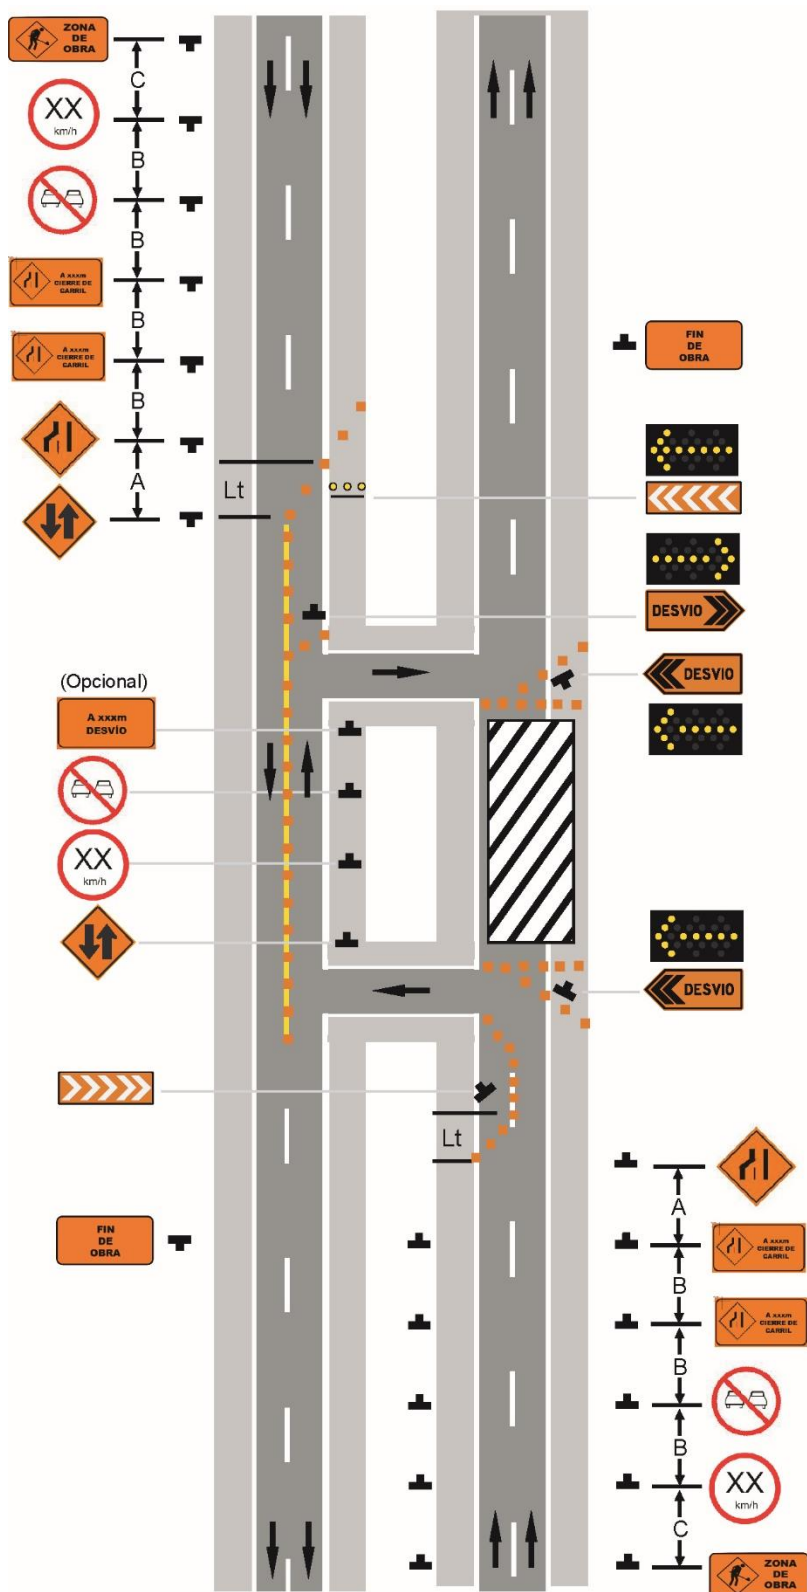 ZONA
DE
OBRA
C
XX
km/h
B
B
A xxxm
CIERRE DE
CARRIL
B
A xxxm
CIERRE DE
CARRIL
B
A
Lt
FIN
DE
OBRA
DESVIO
DESVIO
(Opcional)
A xxxm
DESVÍO
XX
km/h
DESVIO
Lt
FIN
DE
OBRA
A
A xxxm
CIERRE DE
CARRIL
B
A xxxm
CIERRE DE
CARRIL
B
B
XX
km/h
C
ZONA
DE
OBRA